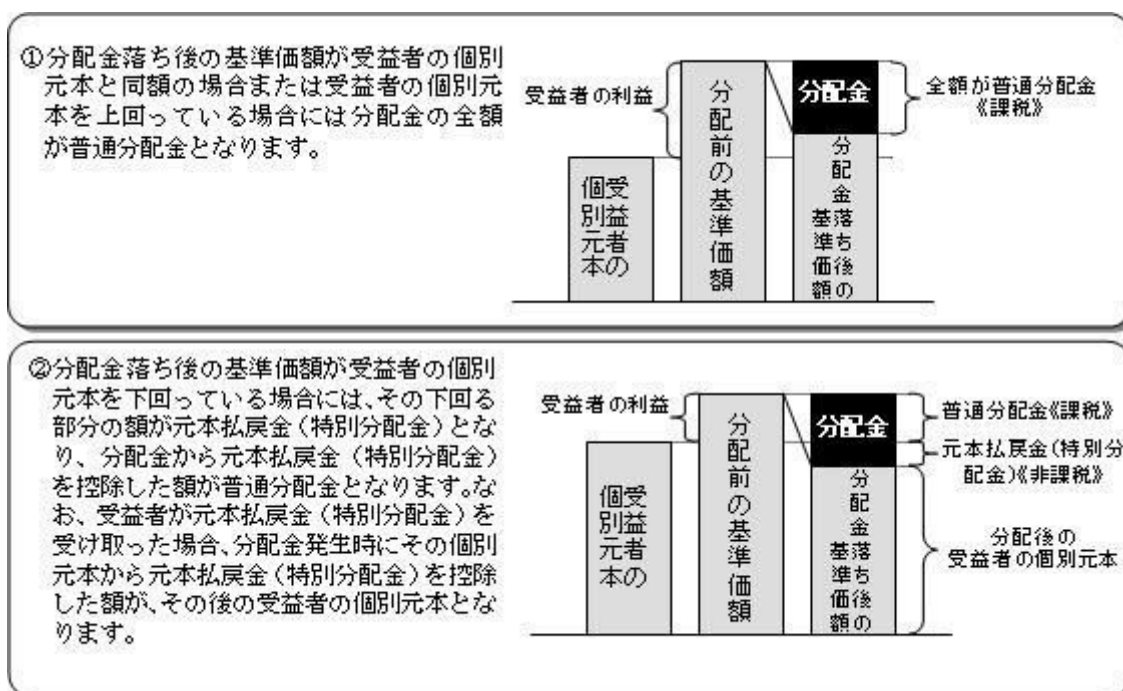 ①分配金落ち後の基準価額が受益者の個別
元本と同額の場合または受益者の個別元
本を上回っている場合には分配金の全額
が普通分配金となります。
受益者の利益
受益者の
個別元本
分配前の基準価額
分配金
分配金落ち後の
基準価額
全額が普通分配金
《課税》
②分配金落ち後の基準価額が受益者の個別
元本を下回っている場合には、その下回る
部分の額が元本払戻金(特別分配金)とな
り、分配金から元本払戻金(特別分配金)
を控除した額が普通分配金となります。な
お、受益者が元本払戻金(特別分配金)を
受け取った場合、分配金発生時にその個別
元本から元本払戻金(特別分配金)を控除
した額が、その後の受益者の個別元本とな
ります。
受益者の利益
受益者の
個別元本
分配前の基準価額
分配金
分配金落ち後の
基準価額
普通分配金《課税》
元本払戻金(特別分
配金)《非課税》
分配後の
受益者の個別元本